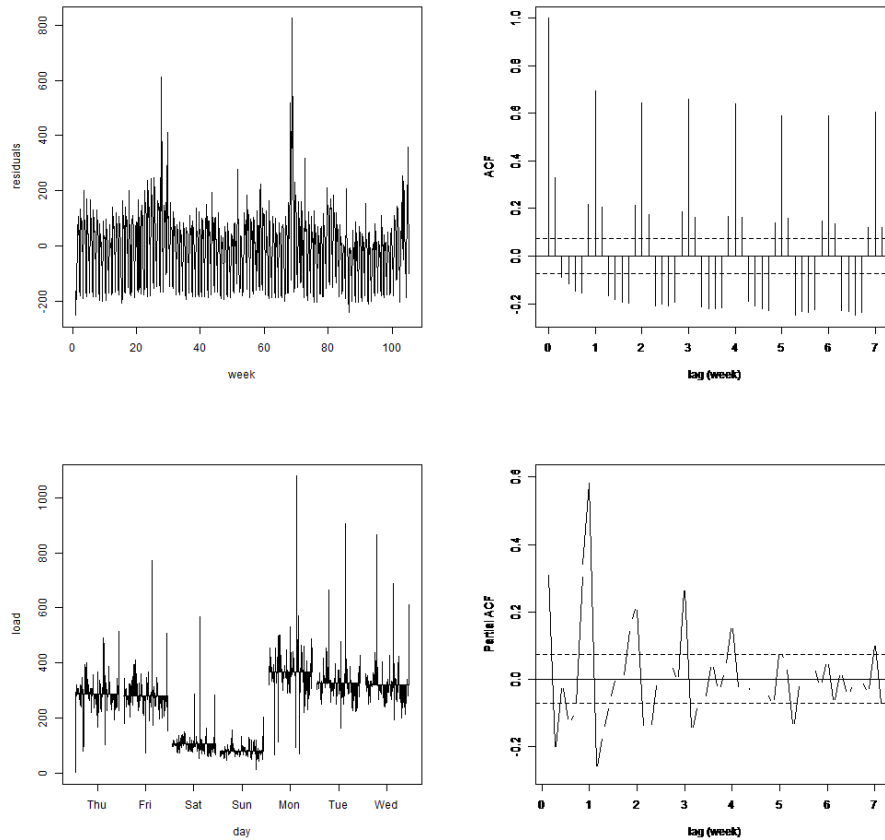 residuals
800
600
400
200
0
-200
0 20 40 60 80 100
week
ACF
1.0
0.8
0.6
0.4
0.2
0.0
-0.2
0 1 2 3 4 5 6 7
lag (week)
load
1000
800
600
400
200
0
Thu Fri Sat Sun Mon Tue Wed
day
Partial ACF
0.6
0.4
0.2
0.0
-0.2
0 1 2 3 4 5 6 7
lag (week)